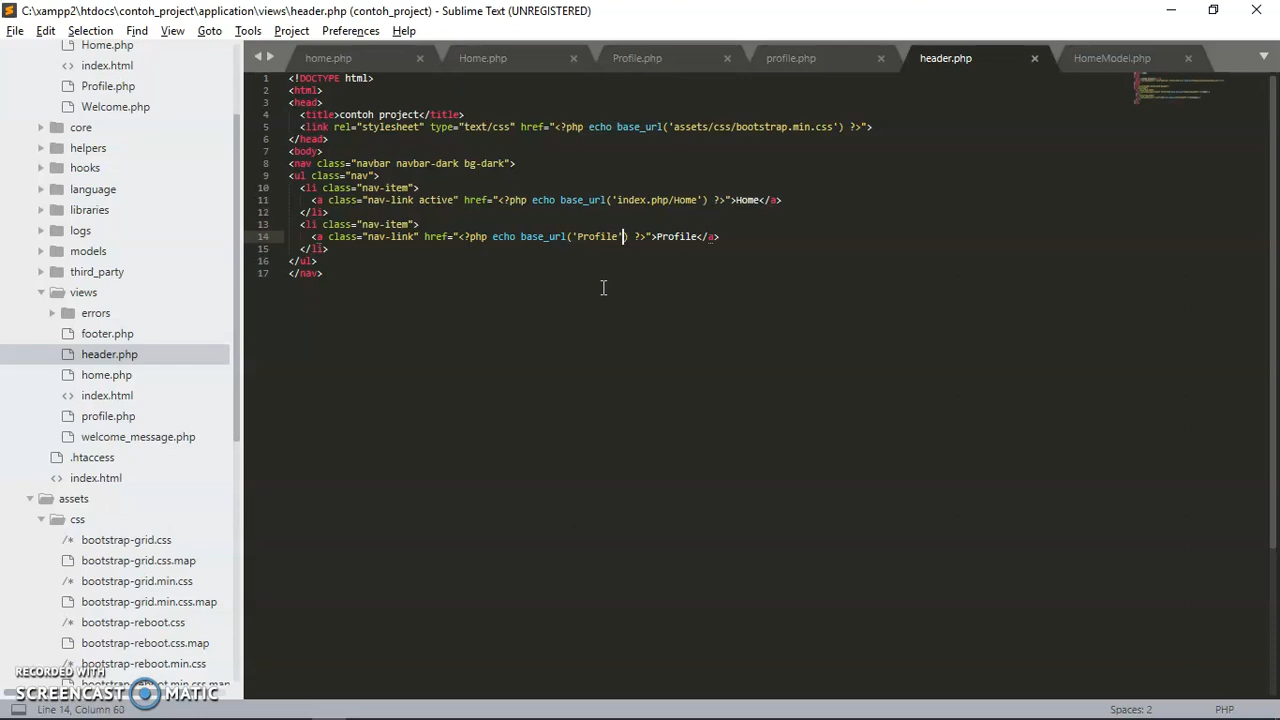 C:\xampp2\htdocs\contoh_project\application\views\header.php (contoh_project) - Sublime Text (UNREGISTERED)
File Edit Selection Find View Goto Tools Project Preferences Help
Home.php
index.html
Profile.php
Welcome.php
core
helpers
hooks
language
libraries
logs
models
third_party
views
errors
footer.php
header.php
home.php
index.html
profile.php
welcome_message.php
.htaccess
index.html
assets
css
bootstrap-grid.css
bootstrap-grid.css.map
bootstrap-grid.min.css
bootstrap-grid.min.css.map
bootstrap-reboot.css
bootstrap-reboot.css.map
bootstrap-reboot.min.css
home.php Home.php Profile.php profile.php header.php HomeModel.php
1 <!DOCTYPE html>
2 <html>
3 <head>
4 <title>contoh project</title>
5 <link rel="stylesheet" type="text/css" href="<?php echo base_url('assets/css/bootstrap.min.css') ?>">
6 </head>
7 <body>
8 <nav class="navbar navbar-dark bg-dark">
9 <ul class="nav">
10 <li class="nav-item">
11 <a class="nav-link active" href="<?php echo base_url('index.php/Home') ?>">Home</a>
12 </li>
13 <li class="nav-item">
14 <a class="nav-link" href="<?php echo base_url('Profile') ?>">Profile</a>
15 </li>
16 </ul>
17 </nav>
RECORDED WITH
SCREENCAST MATIC
Line 14, Column 60
Spaces: 2
PHP